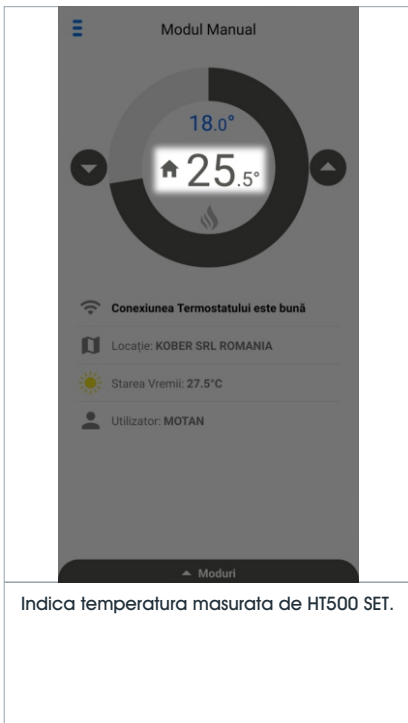 Modul Manual
18.0°
25.5°
Conexiunea Termostatului este bună
Locație: KOBER SRL ROMANIA
Starea Vremii: 27.5°C
Utilizator: MOTAN
Moduri
Indica temperatura masurata de HT500 SET.